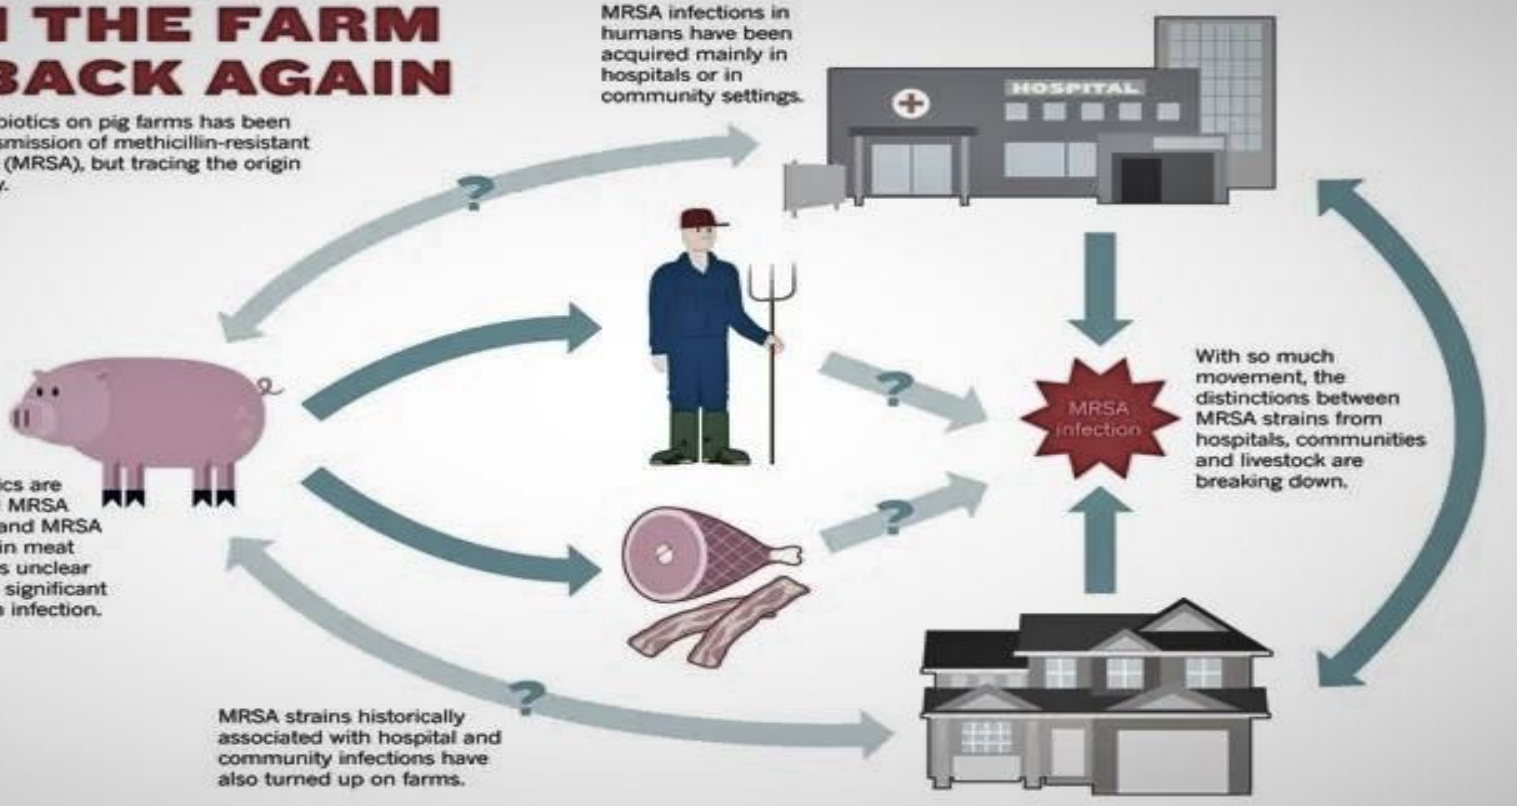 THE FARM
BACK AGAIN
biotics on pig farms has been
smission of methicillin-resistant
(MRSA), but tracing the origin
y.
MRSA infections in
humans have been
acquired mainly in
hospitals or in
community settings.
HOSPITAL
?
?
MRSA
infection
With so much
movement, the
distinctions between
MRSA strains from
hospitals, communities
and livestock are
breaking down.
ics are
MRSA
and MRSA
in meat
s unclear
significant
infection.
?
?
MRSA strains historically
associated with hospital and
community infections have
also turned up on farms.